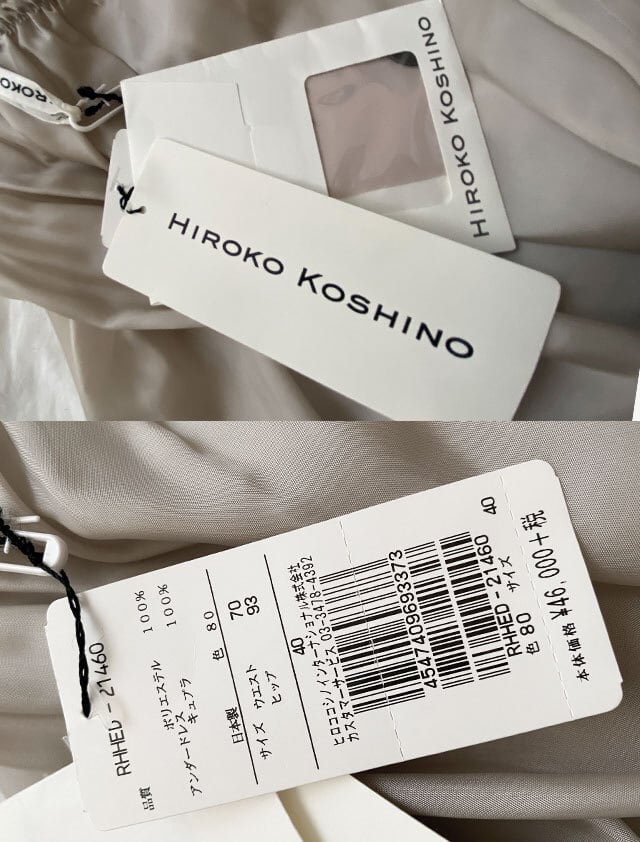 ROKO
HIROKO KOSHINO
HIROKO KOSHINO
RHHED - 21460
品質
ポリエステル 100%
アンダードレス
キュプラ 100%
色 80
日本製
サイズ ウエスト 70
ヒップ 93
40
ヒロココシノインターナショナル株式会社
カスタマーサービス 03-3478-4392
4547409693373
RHHED - 21460
色 80 サイズ 40
本体価格 ¥46,000+税